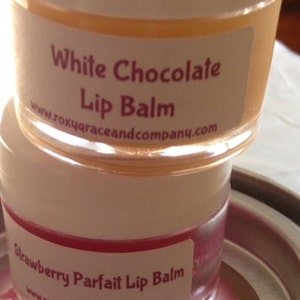 White Chocolate
Lip Balm
www.roxygraceandcompany.com
Strawberry Parfait Lip Balm